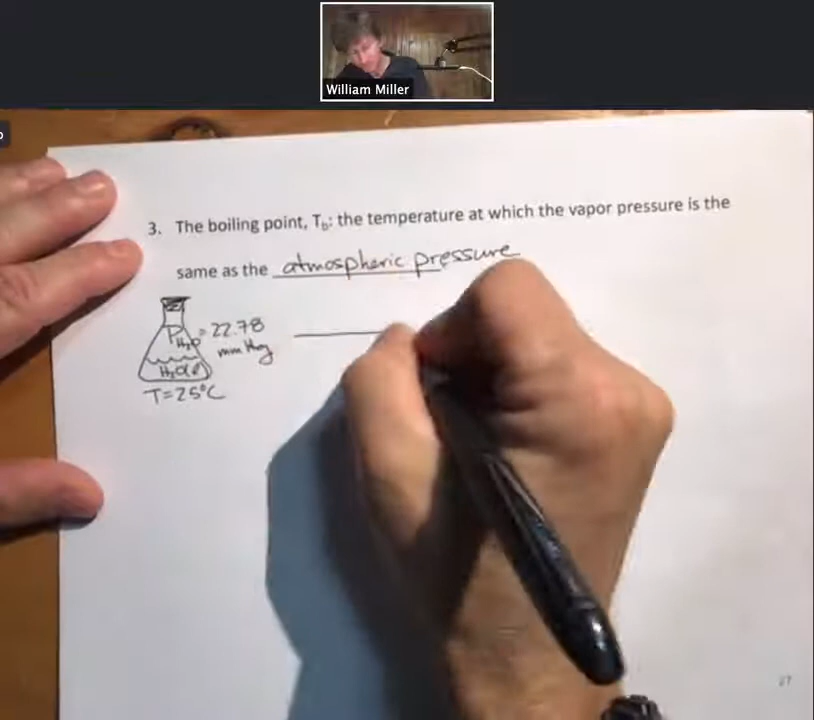 William Miller
3. The boiling point, Tb: the temperature at which the vapor pressure is the
same as the atmospheric pressure
PH2O = 22.78
mm Hg
H2O(l)
T=25°C